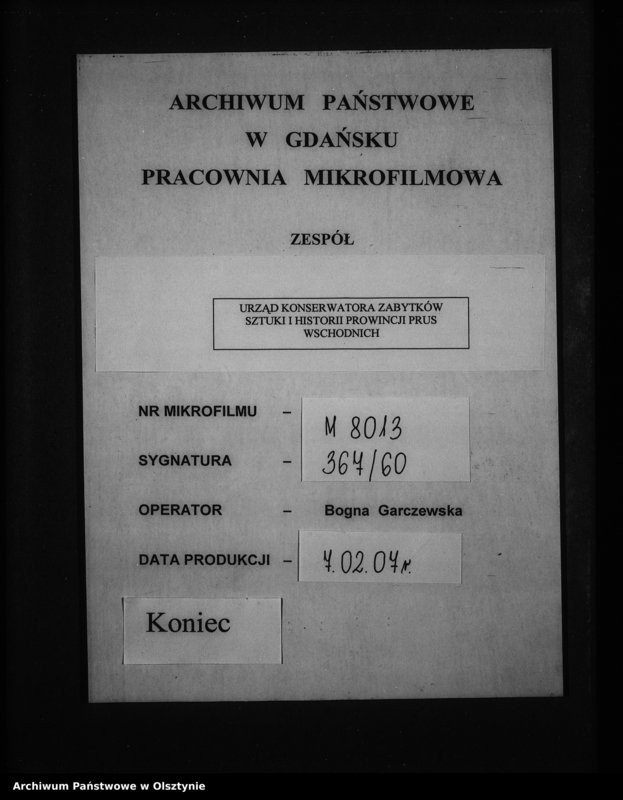 ARCHIWUM PAŃSTWOWE
W GDAŃSKU
PRACOWNIA MIKROFILMOWA
ZESPÓŁ
URZĄD KONSERWATORA ZABYTKÓW
SZTUKI I HISTORII PROWINCJI PRUS
WSCHODNICH
NR MIKROFILMU – M 8013
SYGNATURA – 367/60
OPERATOR – Bogna Garczewska
DATA PRODUKCJI – 7.02.07r.
Koniec
Archiwum Państwowe w Olsztynie